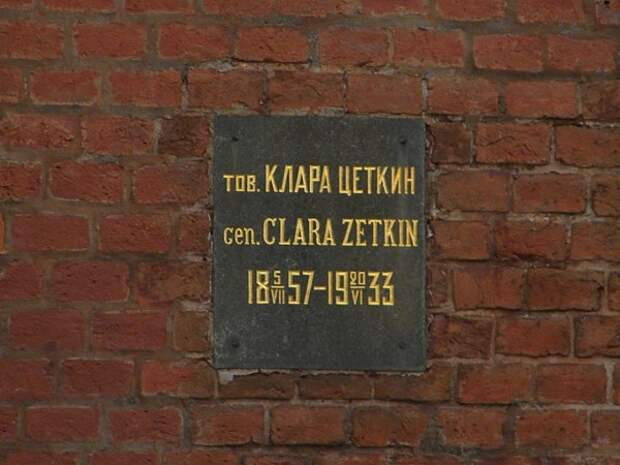 тов. КЛАРА ЦЕТКИН
gen. CLARA ZETKIN
18 5/VII 57–19 20/VI 33